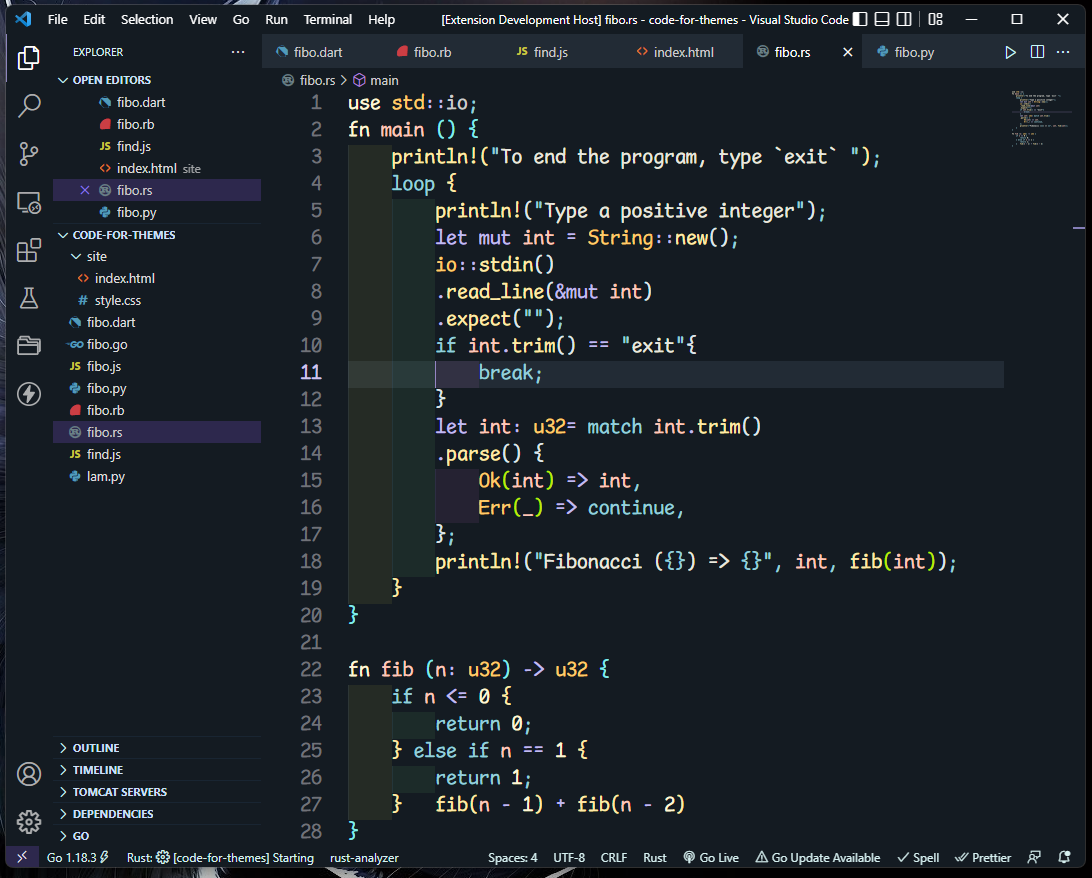 File Edit Selection View Go Run Terminal Help [Extension Development Host] fibo.rs - code-for-themes - Visual Studio Code
EXPLORER
OPEN EDITORS
fibo.dart
fibo.rb
JS find.js
index.html site
fibo.rs
fibo.py
CODE-FOR-THEMES
site
index.html
# style.css
fibo.dart
GO fibo.go
JS fibo.js
fibo.py
fibo.rb
fibo.rs
JS find.js
lam.py
OUTLINE
TIMELINE
TOMCAT SERVERS
DEPENDENCIES
GO
fibo.dart fibo.rb JS find.js index.html fibo.rs fibo.py
fibo.rs > main
1 use std::io;
2 fn main () {
3 println!("To end the program, type `exit` ");
4 loop {
5 println!("Type a positive integer");
6 let mut int = String::new();
7 io::stdin()
8 .read_line(&mut int)
9 .expect("");
10 if int.trim() == "exit"{
11 break;
12 }
13 let int: u32= match int.trim()
14 .parse() {
15 Ok(int) => int,
16 Err(_) => continue,
17 };
18 println!("Fibonacci ({}) => {}", int, fib(int));
19 }
20 }
21
22 fn fib (n: u32) -> u32 {
23 if n <= 0 {
24 return 0;
25 } else if n == 1 {
26 return 1;
27 } fib(n - 1) + fib(n - 2)
28 }
Go 1.18.3 Rust: [code-for-themes] Starting rust-analyzer Spaces: 4 UTF-8 CRLF Rust Go Live Go Update Available Spell Prettier